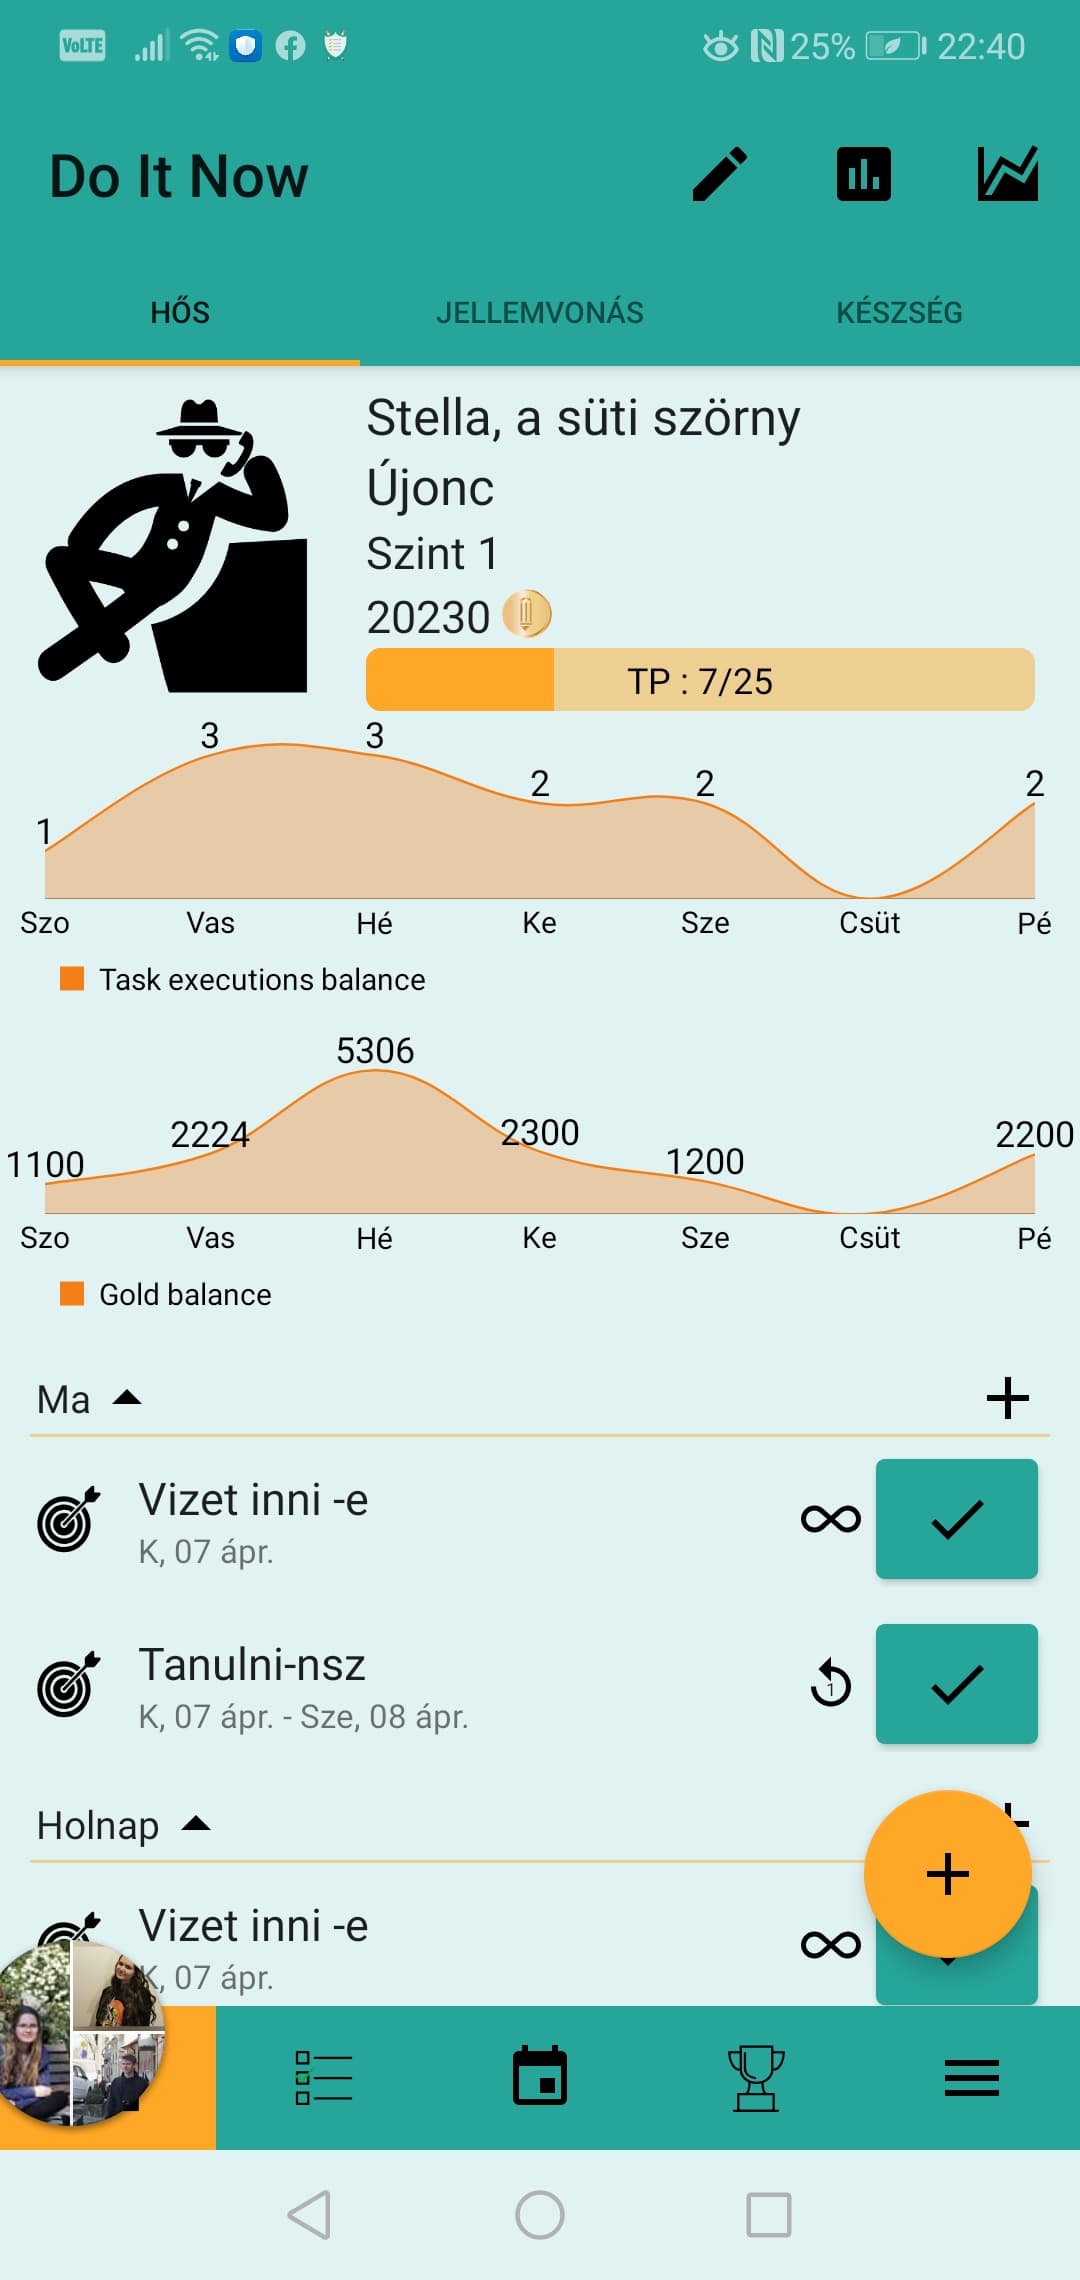 VoLTE 25% 22:40
Do It Now
HŐS JELLEMVONÁS KÉSZSÉG
Stella, a süti szörny
Újonc
Szint 1
20230
TP : 7/25
1 3 3 2 2 2
Szo Vas Hé Ke Sze Csüt Pé
Task executions balance
1100 2224 5306 2300 1200 2200
Szo Vas Hé Ke Sze Csüt Pé
Gold balance
Ma
Vizet inni -e
K, 07 ápr.
Tanulni-nsz
K, 07 ápr. - Sze, 08 ápr.
1
Holnap
Vizet inni -e
K, 07 ápr.